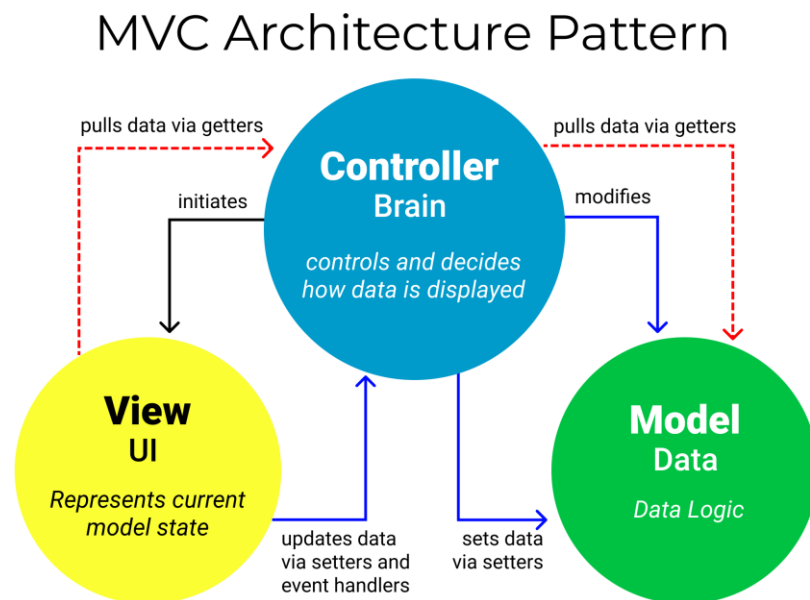 MVC Architecture Pattern
pulls data via getters
pulls data via getters
Controller
Brain
controls and decides
how data is displayed
initiates
modifies
View
UI
Represents current
model state
Model
Data
Data Logic
updates data
via setters and
event handlers
sets data
via setters